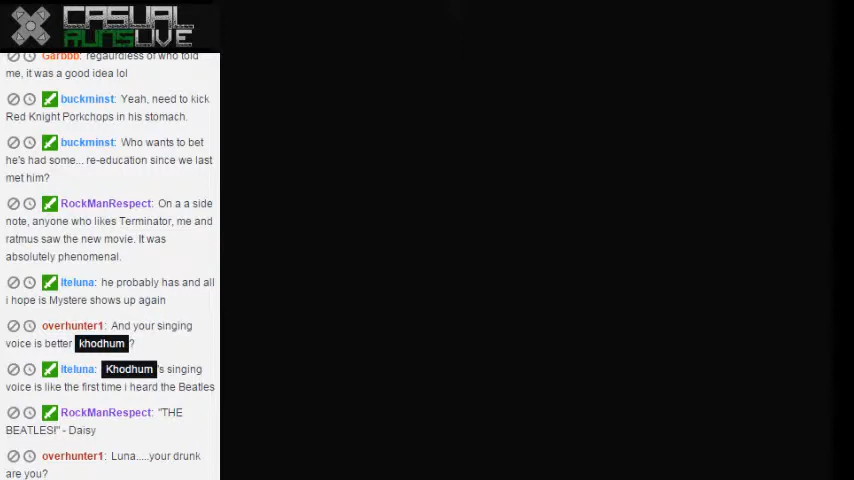 CASUAL
RUNSLIVE
Garbbb: regaurdless of who told
me, it was a good idea lol
buckminst: Yeah, need to kick
Red Knight Porkchops in his stomach.
buckminst: Who wants to bet
he's had some... re-education since we last
met him?
RockManRespect: On a a side
note, anyone who likes Terminator, me and
ratmus saw the new movie. It was
absolutely phenomenal.
lteluna: he probably has and all
i hope is Mystere shows up again
overhunter1: And your singing
voice is better khodhum ?
lteluna: Khodhum 's singing
voice is like the first time i heard the Beatles
RockManRespect: "THE
BEATLES!" - Daisy
overhunter1: Luna.....your drunk
are you?